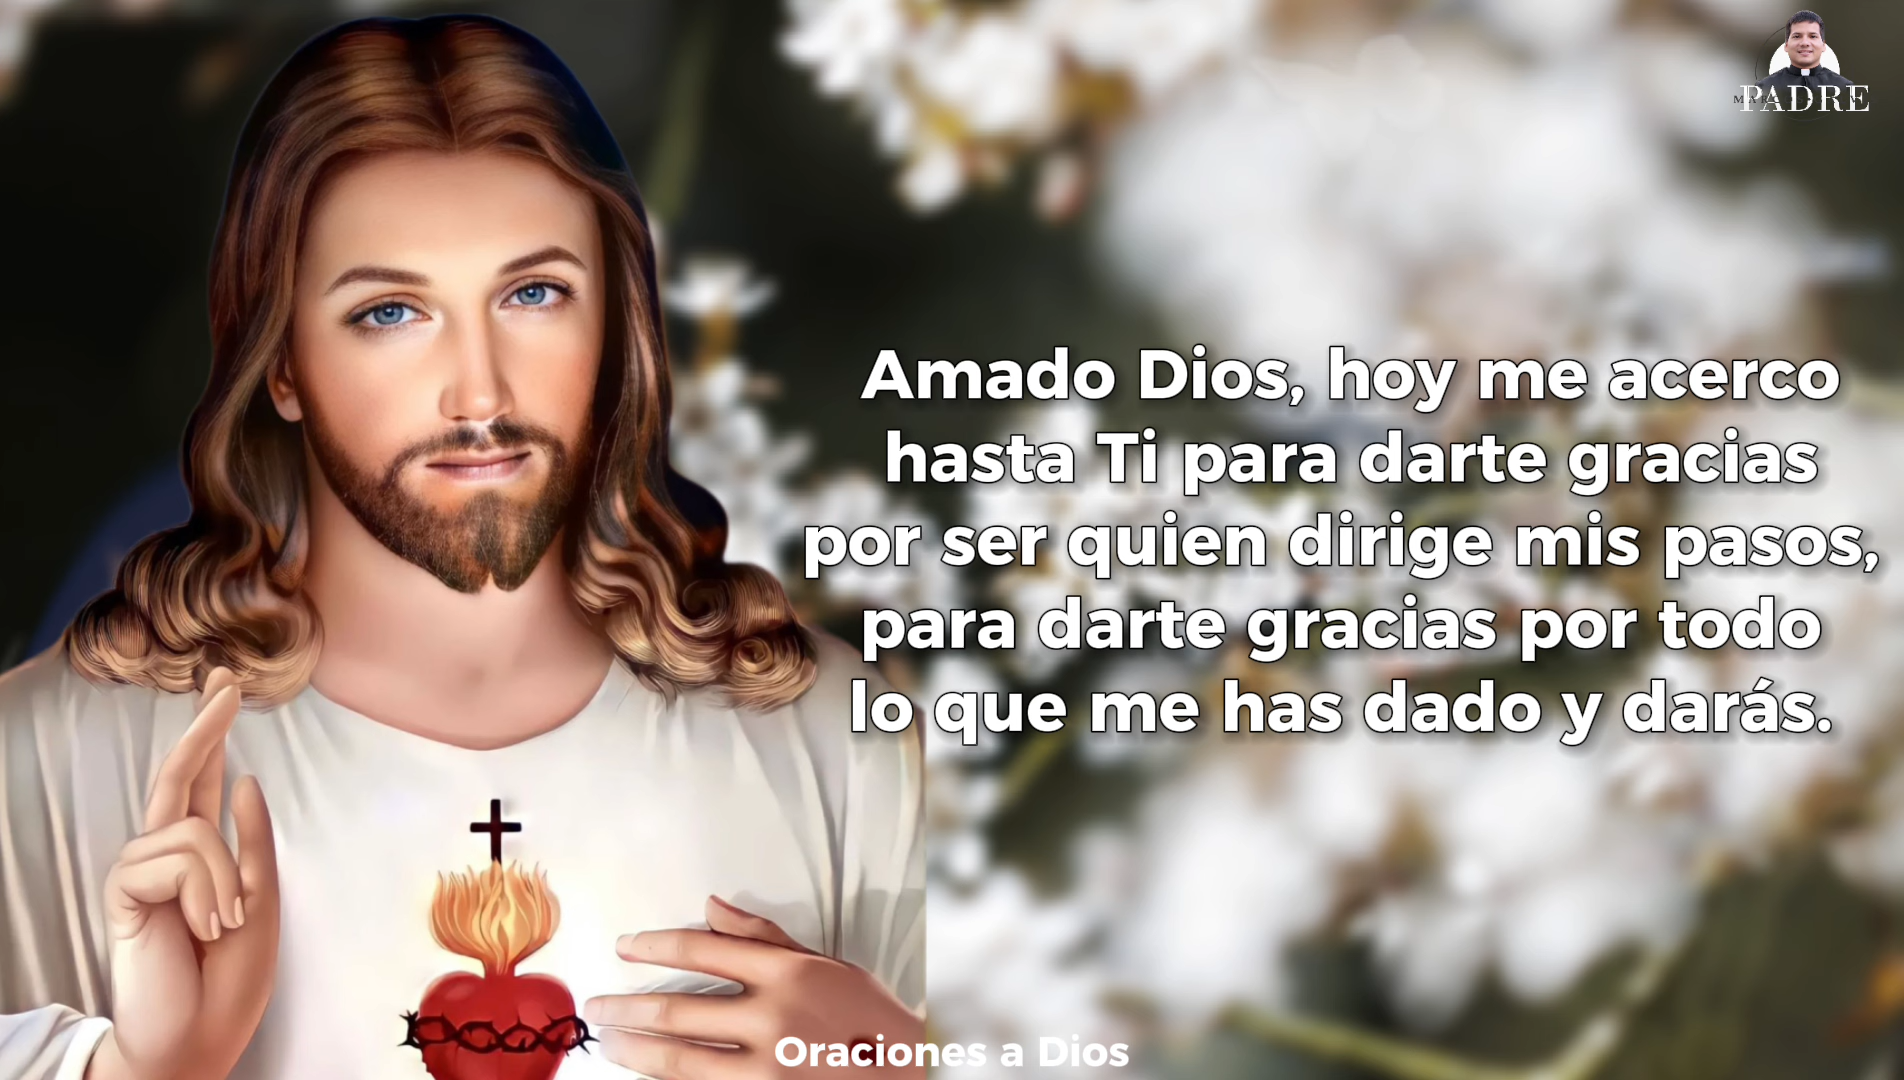 PADRE
Amado Dios, hoy me acerco
hasta Ti para darte gracias
por ser quien dirige mis pasos,
para darte gracias por todo
lo que me has dado y darás.
Oraciones a Dios